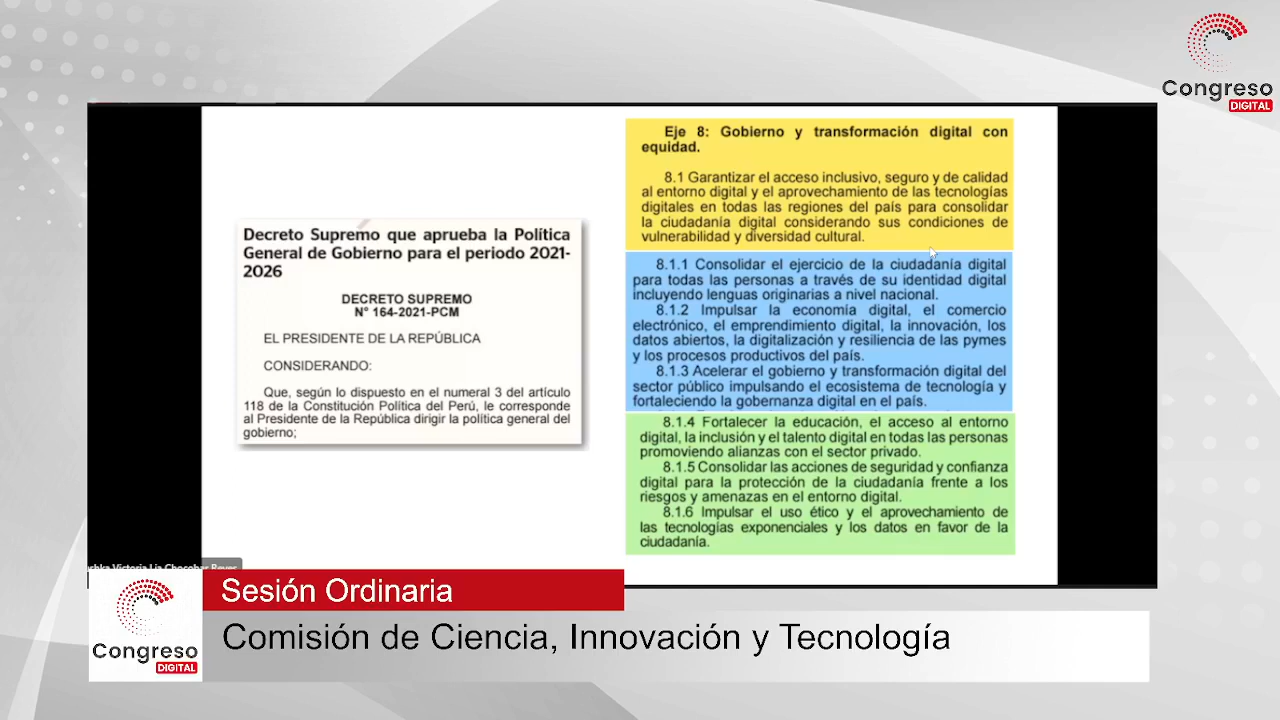 Congreso
DIGITAL
Decreto Supremo que aprueba la Política
General de Gobierno para el periodo 2021-
2026
DECRETO SUPREMO
N° 164-2021-PCM
EL PRESIDENTE DE LA REPÚBLICA
CONSIDERANDO:
Que, según lo dispuesto en el numeral 3 del artículo
118 de la Constitución Política del Perú, le corresponde
al Presidente de la República dirigir la política general del
gobierno;
Eje 8: Gobierno y transformación digital con
equidad.
8.1 Garantizar el acceso inclusivo, seguro y de calidad
al entorno digital y el aprovechamiento de las tecnologías
digitales en todas las regiones del país para consolidar
la ciudadanía digital considerando sus condiciones de
vulnerabilidad y diversidad cultural.
8.1.1 Consolidar el ejercicio de la ciudadanía digital
para todas las personas a través de su identidad digital
incluyendo lenguas originarias a nivel nacional.
8.1.2 Impulsar la economía digital, el comercio
electrónico, el emprendimiento digital, la innovación, los
datos abiertos, la digitalización y resiliencia de las pymes
y los procesos productivos del país.
8.1.3 Acelerar el gobierno y transformación digital del
sector público impulsando el ecosistema de tecnología y
fortaleciendo la gobernanza digital en el país.
8.1.4 Fortalecer la educación, el acceso al entorno
digital, la inclusión y el talento digital en todas las personas
promoviendo alianzas con el sector privado.
8.1.5 Consolidar las acciones de seguridad y confianza
digital para la protección de la ciudadanía frente a los
riesgos y amenazas en el entorno digital.
8.1.6 Impulsar el uso ético y el aprovechamiento de
las tecnologías exponenciales y los datos en favor de la
ciudadanía.
Victoria Lia Chocobar Reyes
Congreso
DIGITAL
Sesión Ordinaria
Comisión de Ciencia, Innovación y Tecnología